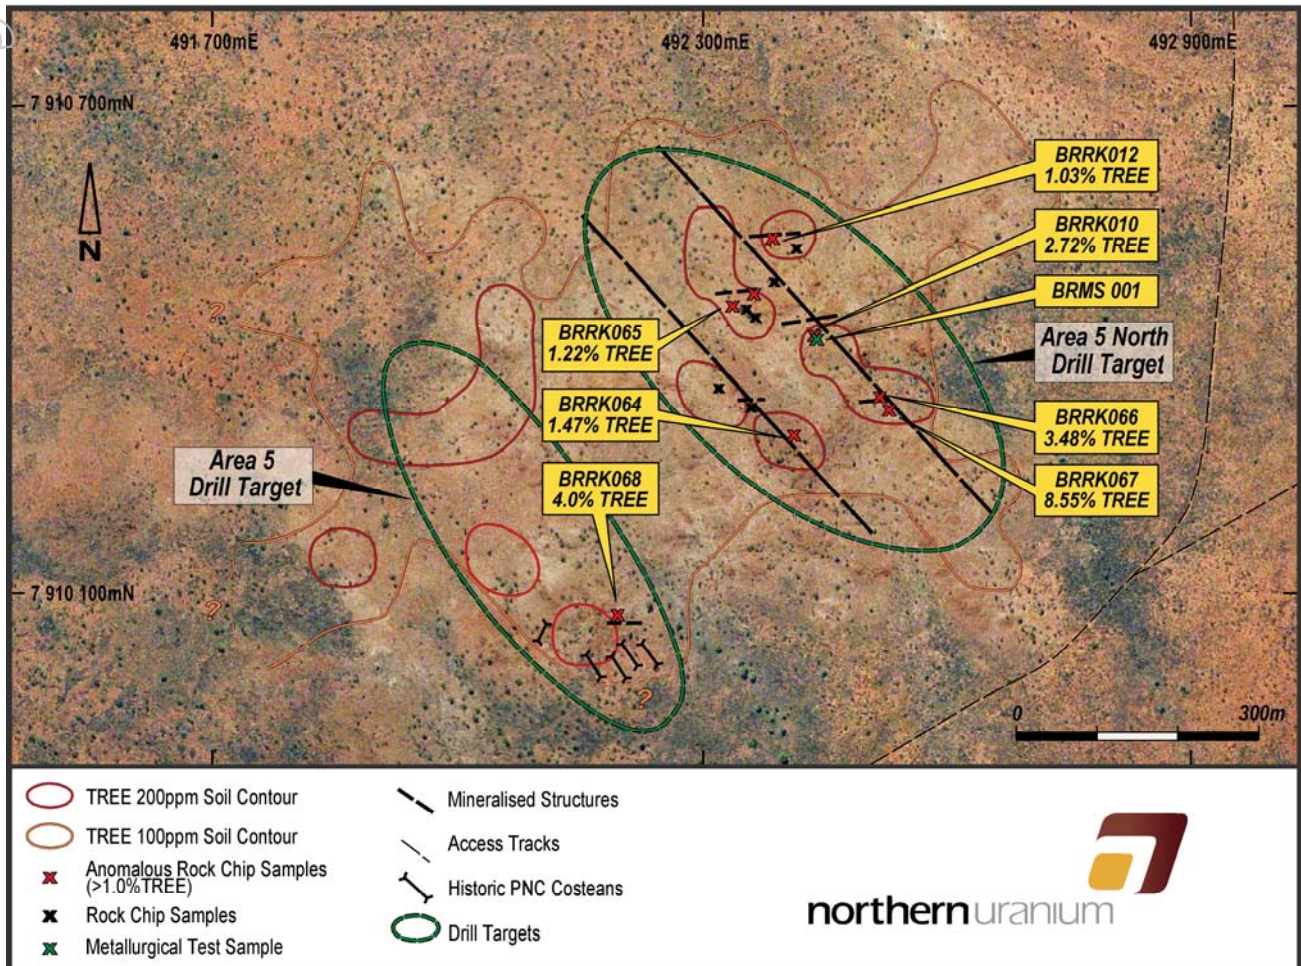 491 700mE
492 300mE
492 900mE
7 910 700mN
N
BRRK012
1.03% TREE
BRRK010
2.72% TREE
BRMS 001
Area 5 North
Drill Target
BRRK065
1.22% TREE
BRRK064
1.47% TREE
BRRK066
3.48% TREE
BRRK067
8.55% TREE
BRRK068
4.0% TREE
Area 5
Drill Target
?
?
?
7 910 100mN
0
300m
TREE 200ppm Soil Contour
TREE 100ppm Soil Contour
Anomalous Rock Chip Samples
(>1.0%TREE)
Rock Chip Samples
Metallurgical Test Sample
Mineralised Structures
Access Tracks
Historic PNC Costeans
Drill Targets
northernuranium